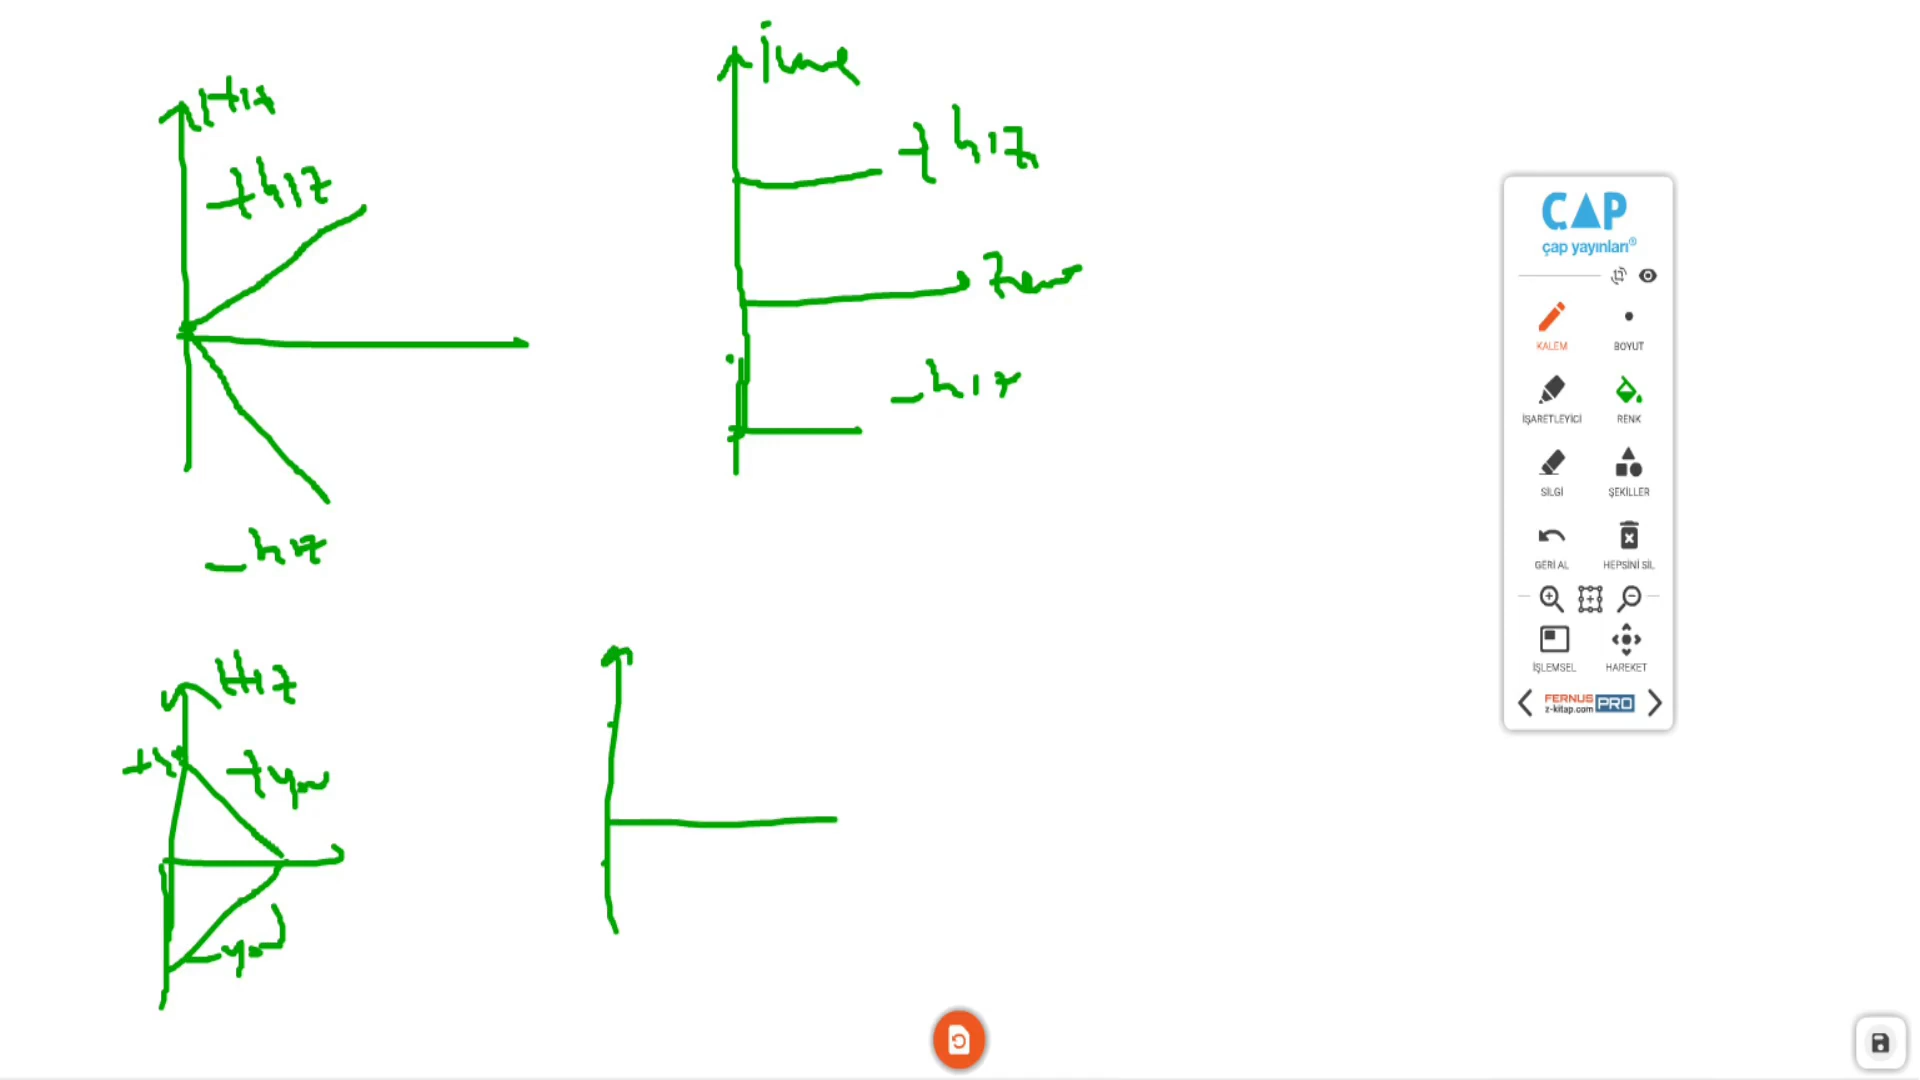 Hız
+hız
-hız
ivme
+hız
Zaman
-hız
Hız
+yön
-yön
ÇAP
çap yayınları®
KALEM
BOYUT
İŞARETLEYİCİ
RENK
SİLGİ
ŞEKİLLER
GERİ AL
HEPSİNİ SİL
İŞLEMSEL
HAREKET
FERNUS
z-kitap.com
PRO